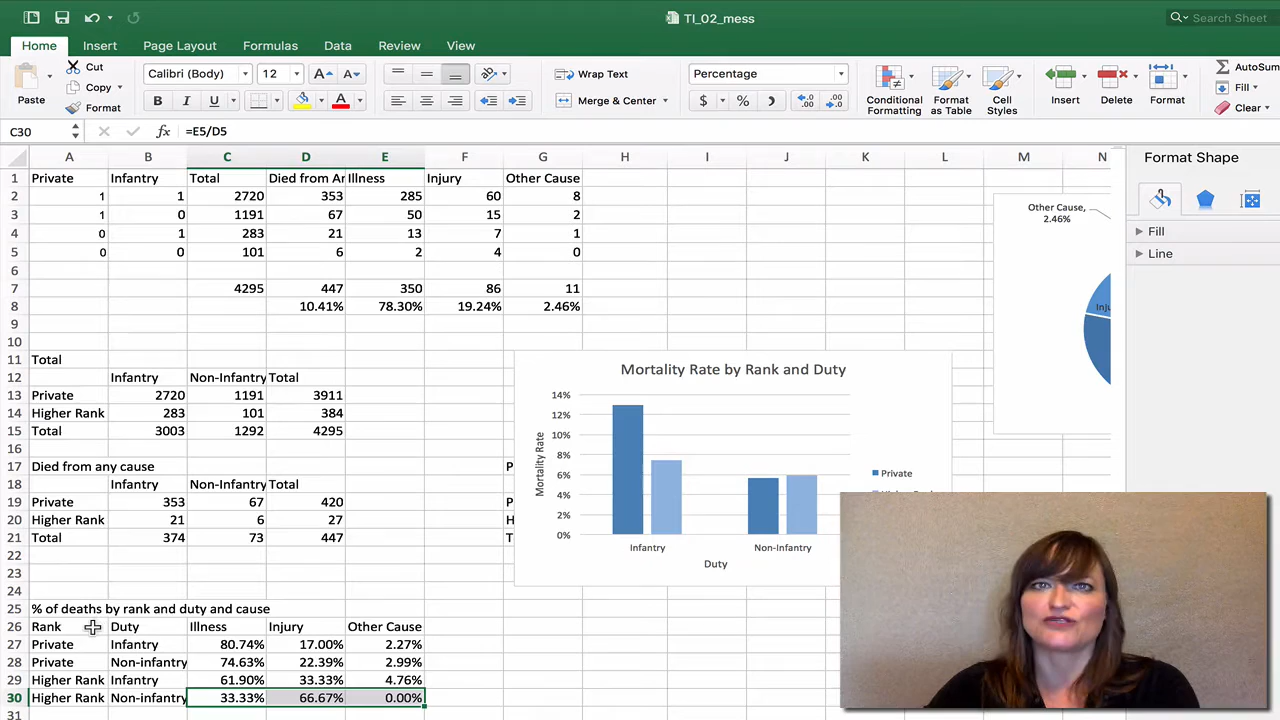 TI_02_mess
Search Sheet
Home Insert Page Layout Formulas Data Review View
Cut
Copy
Format
Paste
Calibri (Body) 12
B I U
Wrap Text
Merge & Center
Percentage
$ % ,
Conditional Formatting
Format as Table
Cell Styles
Insert
Delete
Format
AutoSum
Fill
Clear
C30 fx =E5/D5
A B C D E F G H I J K L M N
1 Private Infantry Total Died from Ar Illness Injury Other Cause
2 1 1 2720 353 285 60 8
3 1 0 1191 67 50 15 2
4 0 1 283 21 13 7 1
5 0 0 101 6 2 4 0
6
7 4295 447 350 86 11
8 10.41% 78.30% 19.24% 2.46%
9
10
11 Total
12 Infantry Non-Infantry Total
13 Private 2720 1191 3911
14 Higher Rank 283 101 384
15 Total 3003 1292 4295
16
17 Died from any cause P
18 Infantry Non-Infantry Total
19 Private 353 67 420 P
20 Higher Rank 21 6 27 H
21 Total 374 73 447 T
22
23
24
25 % of deaths by rank and duty and cause
26 Rank Duty Illness Injury Other Cause
27 Private Infantry 80.74% 17.00% 2.27%
28 Private Non-infantry 74.63% 22.39% 2.99%
29 Higher Rank Infantry 61.90% 33.33% 4.76%
30 Higher Rank Non-infantry 33.33% 66.67% 0.00%
31
Mortality Rate by Rank and Duty
14%
12%
10%
8%
6%
4%
2%
0%
Mortality Rate
Infantry Non-Infantry
Duty
Private
Other Cause,
2.46%
Inj
Format Shape
Fill
Line